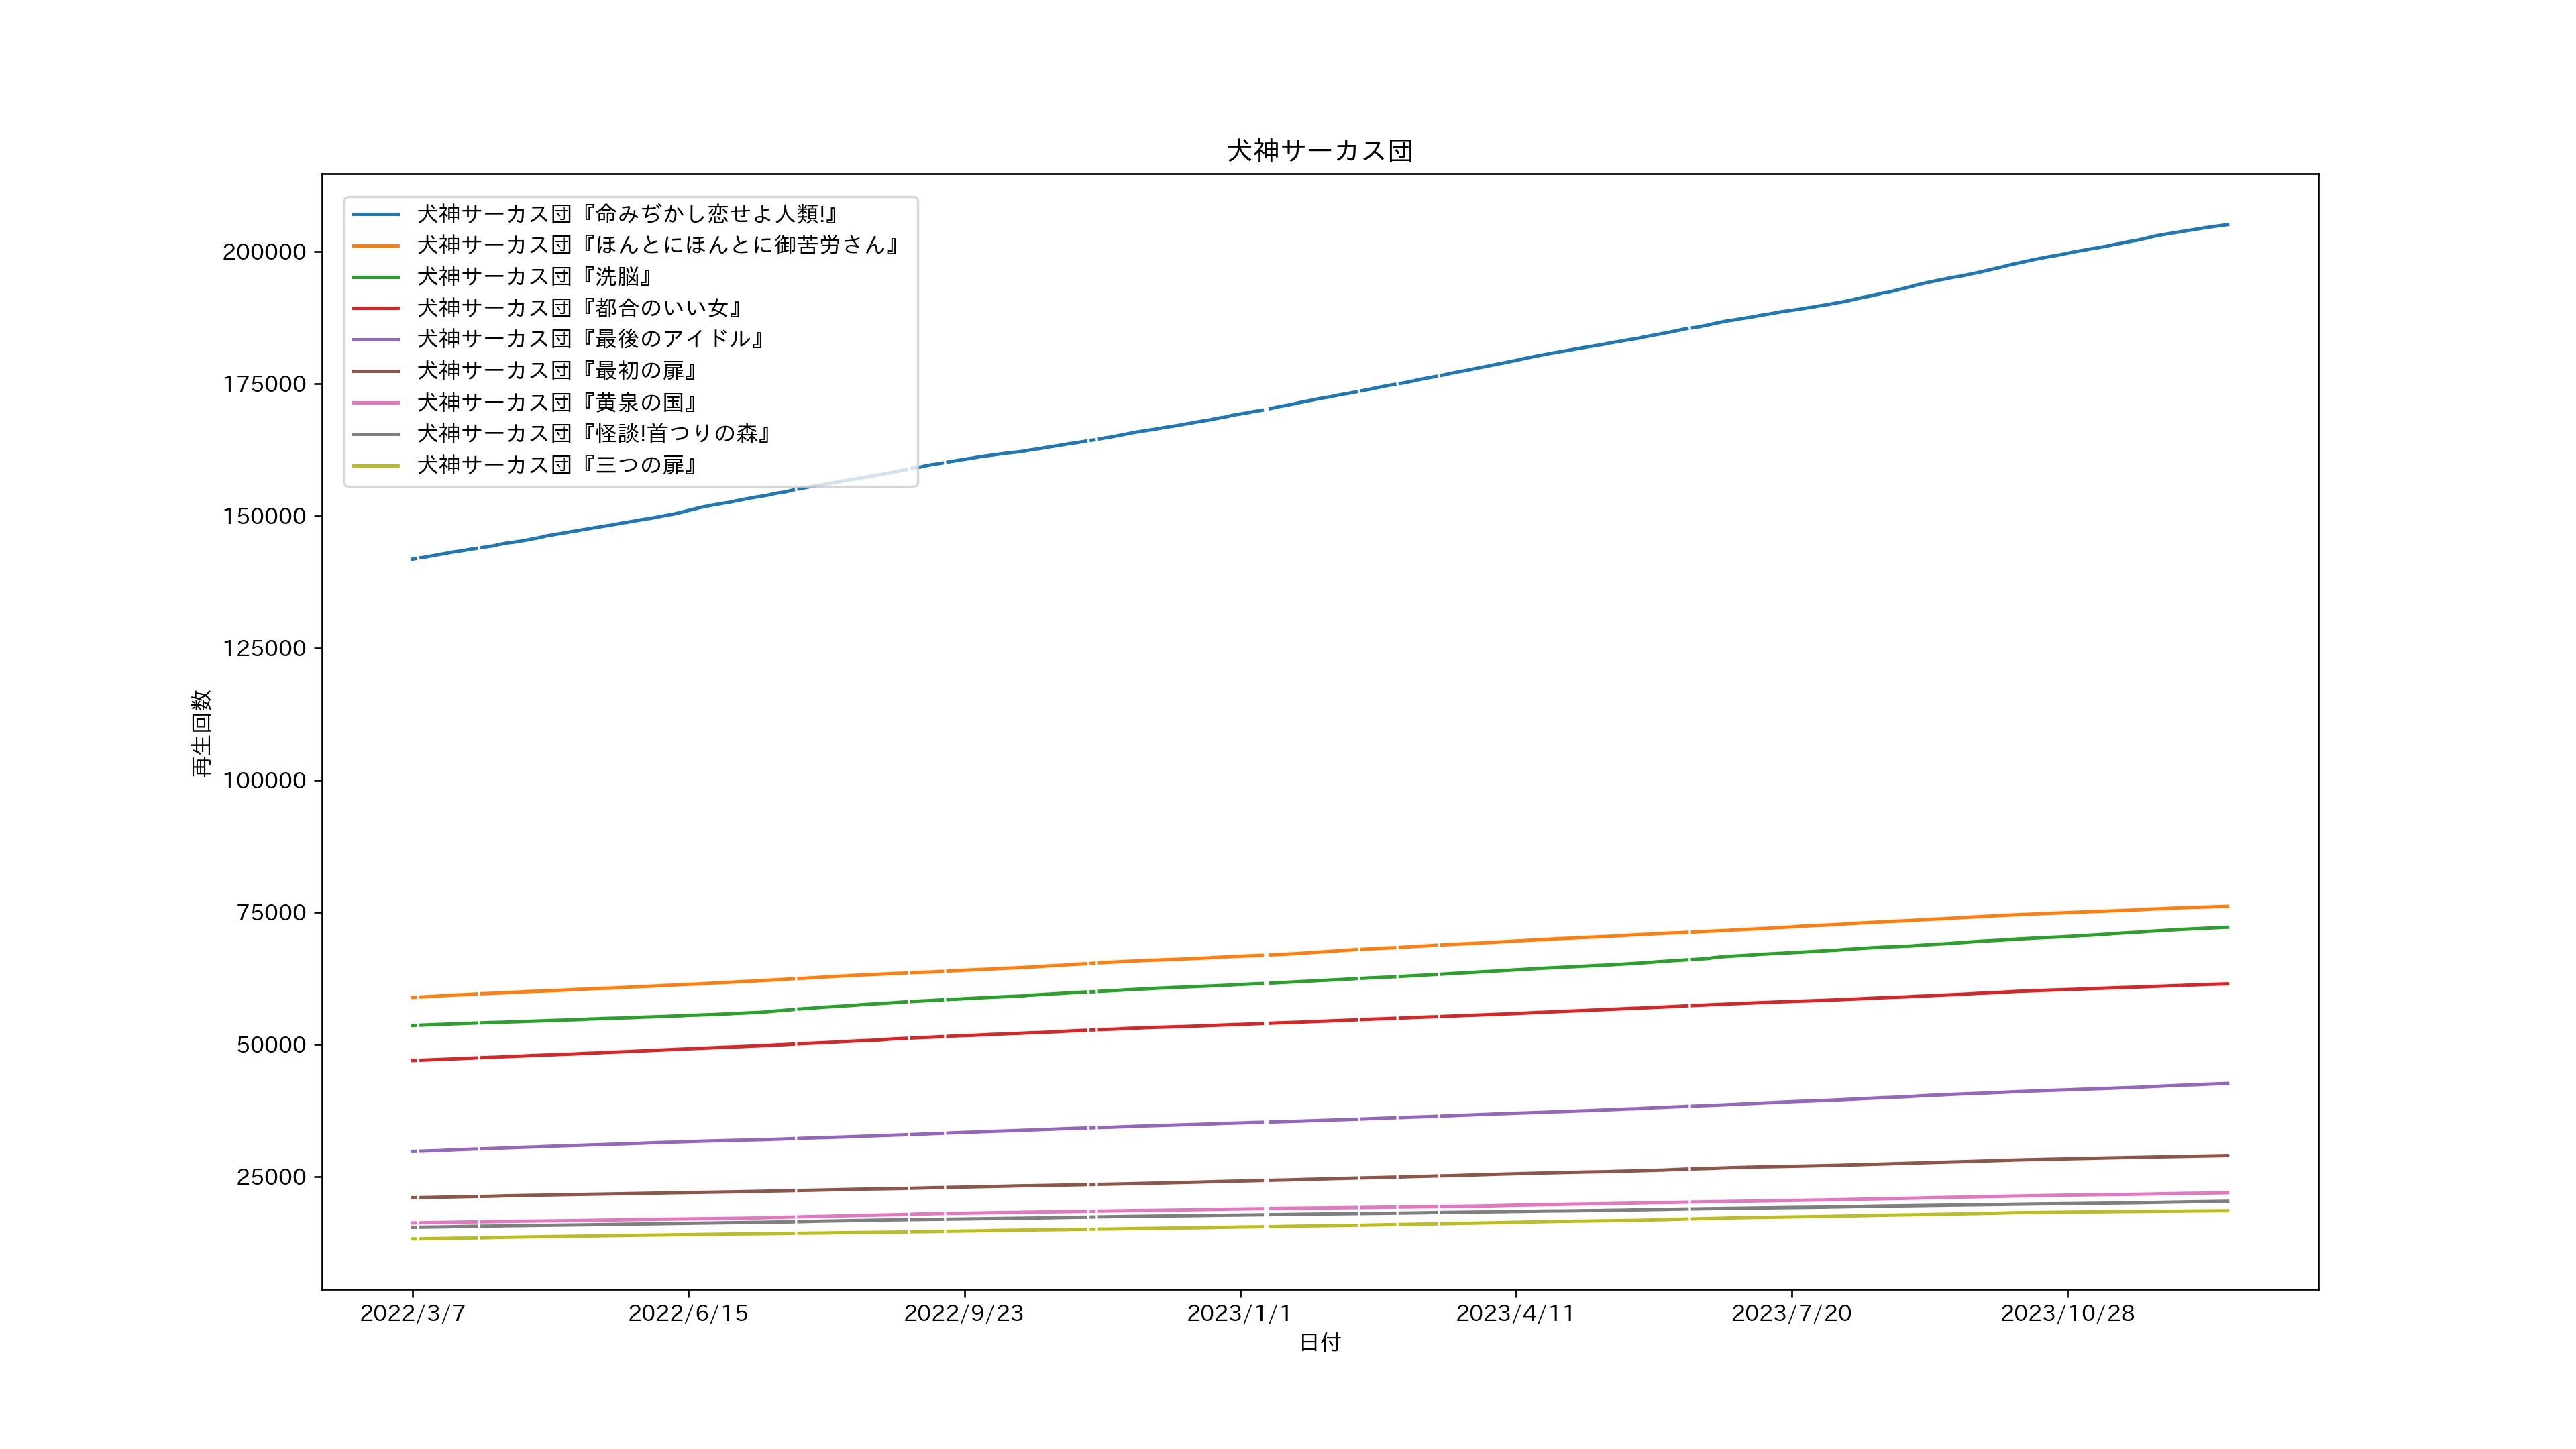 犬神サーカス団
犬神サーカス団『命みぢかし恋せよ人類!』
犬神サーカス団『ほんとにほんとに御苦労さん』
犬神サーカス団『洗脳』
犬神サーカス団『都合のいい女』
犬神サーカス団『最後のアイドル』
犬神サーカス団『最初の扉』
犬神サーカス団『黄泉の国』
犬神サーカス団『怪談!首つりの森』
犬神サーカス団『三つの扉』
200000
175000
150000
125000
100000
75000
50000
25000
再生回数
2022/3/7 2022/6/15 2022/9/23 2023/1/1 2023/4/11 2023/7/20 2023/10/28
日付